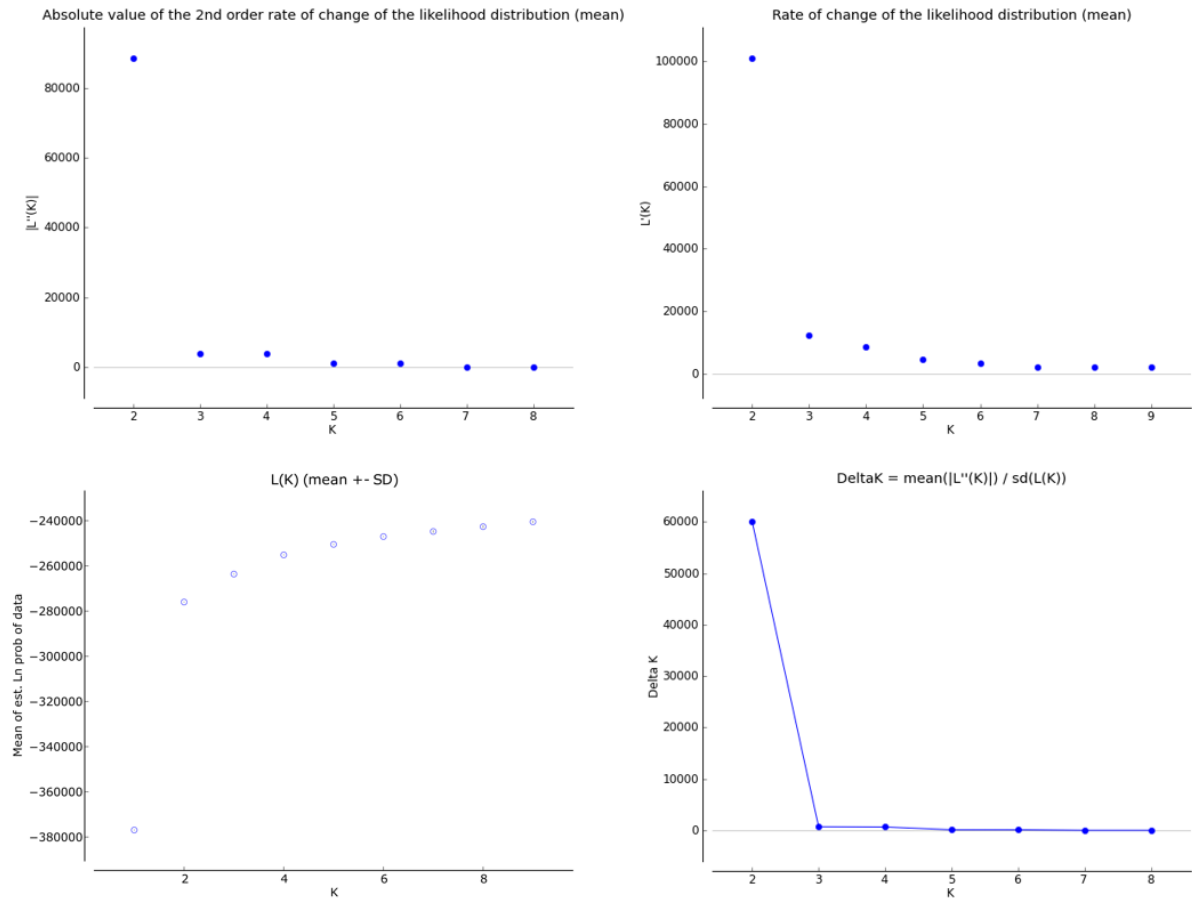 Absolute value of the 2nd order rate of change of the likelihood distribution (mean)
80000
60000
40000
20000
0
|L''(K)|
2 3 4 5 6 7 8
K
Rate of change of the likelihood distribution (mean)
100000
80000
60000
40000
20000
0
L'(K)
2 3 4 5 6 7 8 9
K
L(K) (mean +- SD)
−240000
−260000
−280000
−300000
−320000
−340000
−360000
−380000
Mean of est. Ln prob of data
2 4 6 8
K
DeltaK = mean(|L''(K)|) / sd(L(K))
60000
50000
40000
30000
20000
10000
0
Delta K
2 3 4 5 6 7 8
K